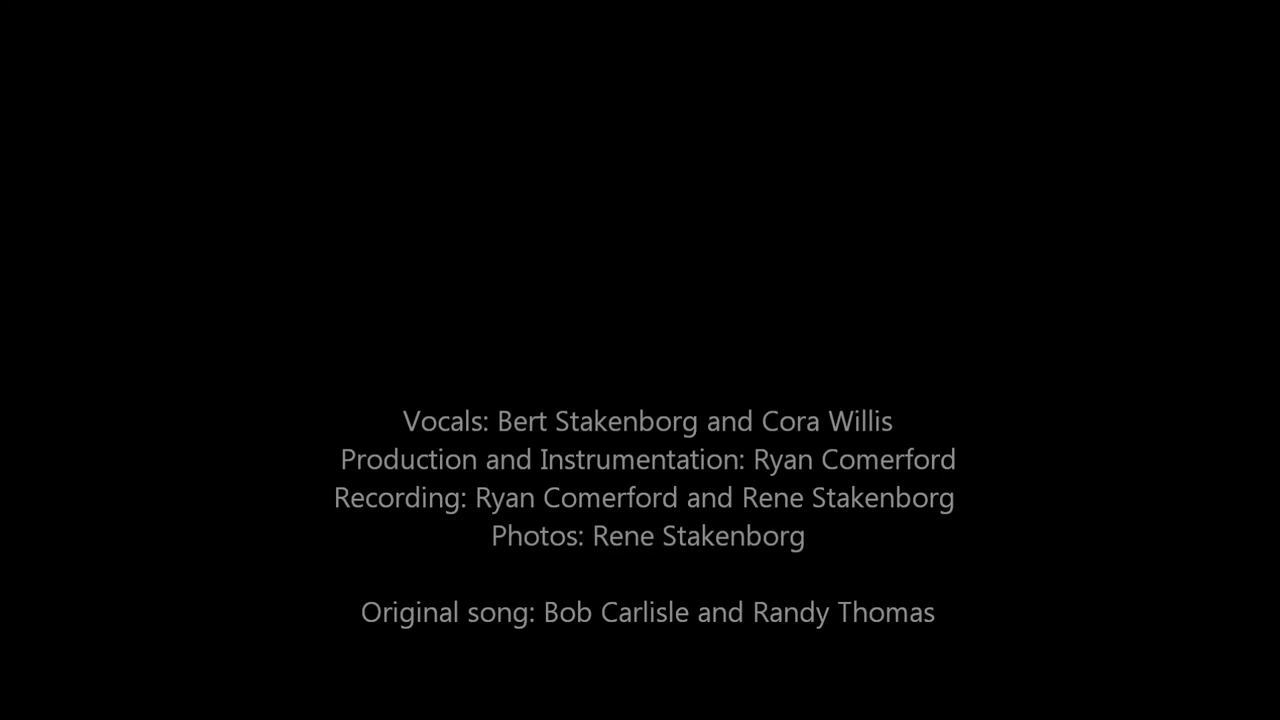 Vocals: Bert Stakenborg and Cora Willis
Production and Instrumentation: Ryan Comerford
Recording: Ryan Comerford and Rene Stakenborg
Photos: Rene Stakenborg
Original song: Bob Carlisle and Randy Thomas